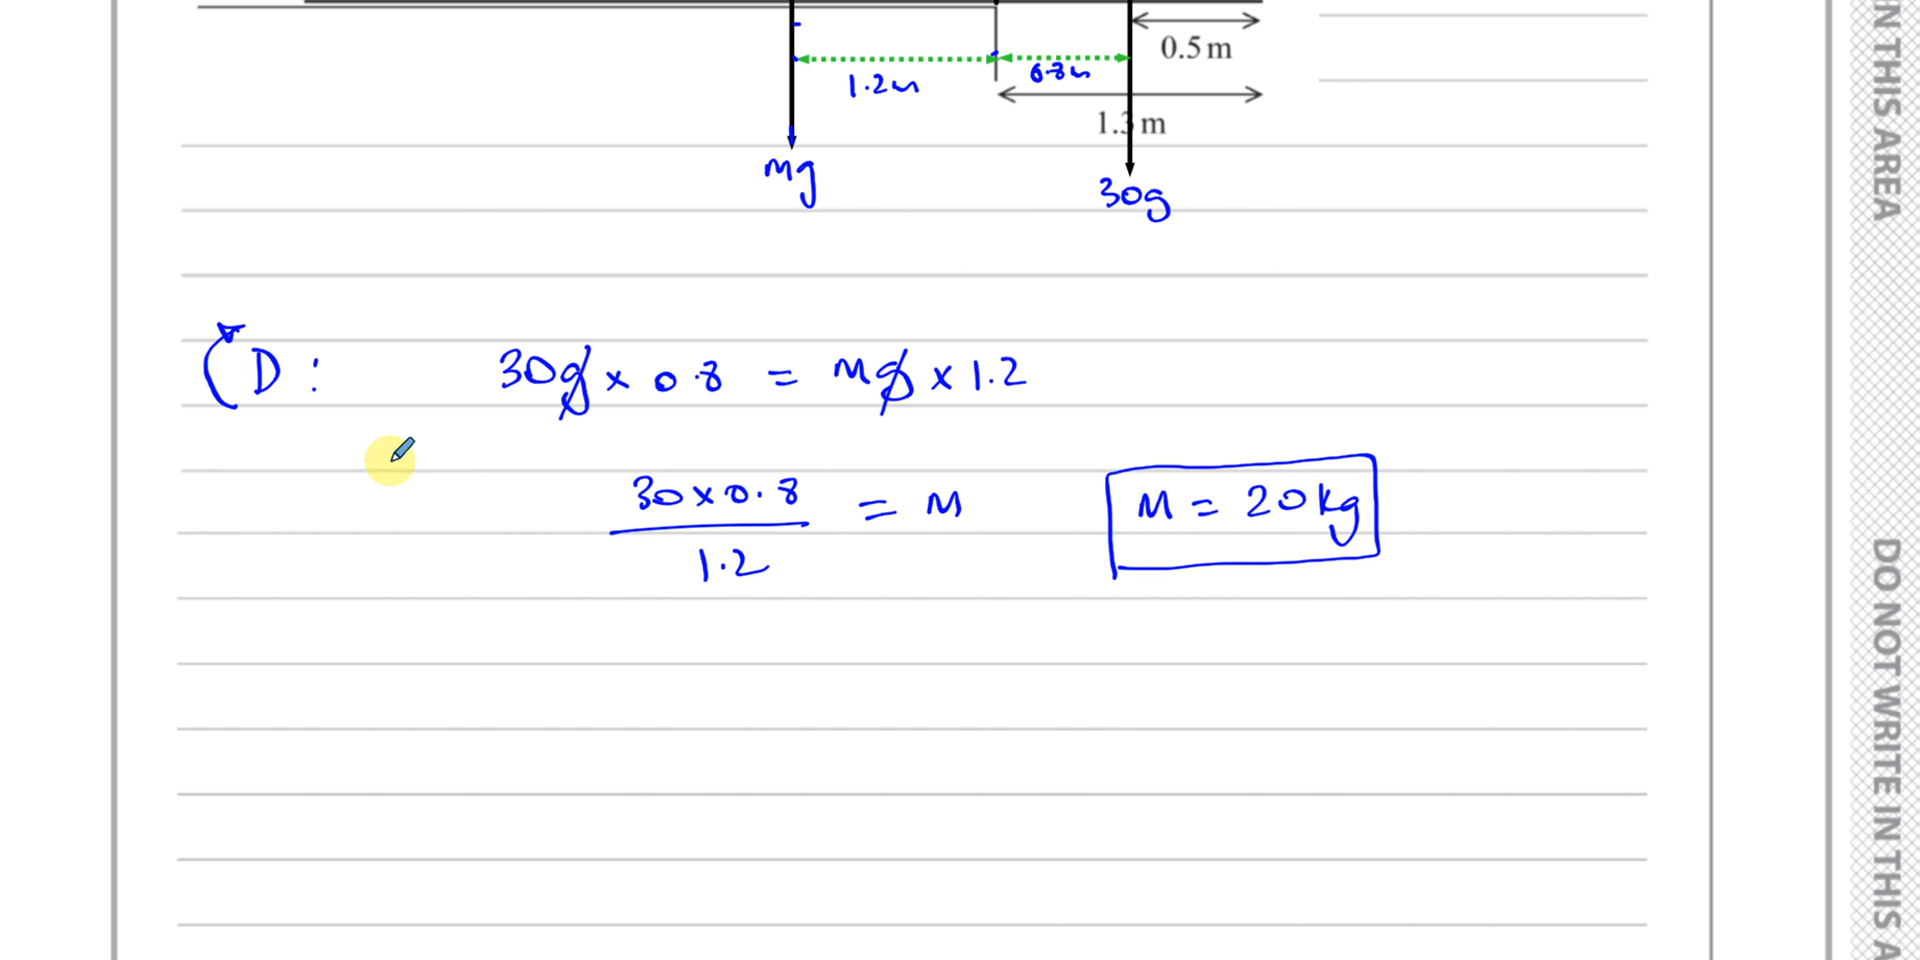 0.5 m
1.2m 0.8m
1.3 m
Mg
30g
D: 30g × 0.8 = Mg × 1.2
30 × 0.8 / 1.2 = M M = 20kg
N THIS AREA
DO NOT WRITE IN THIS A